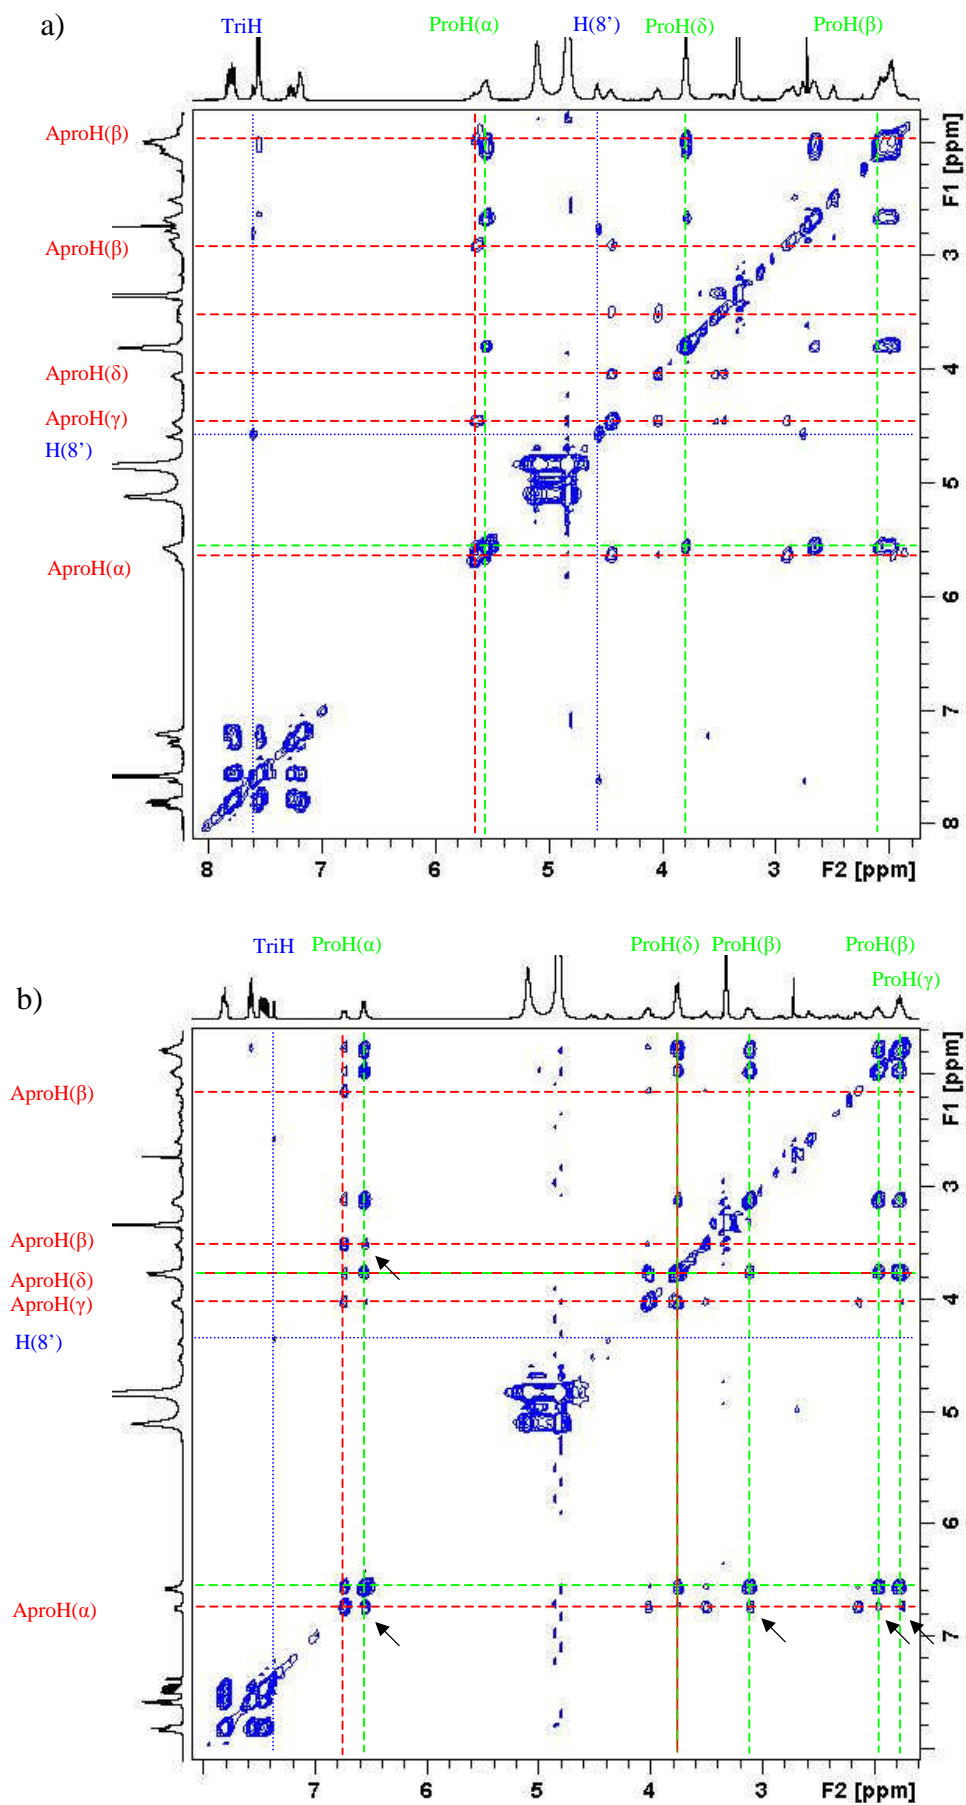 a)
TriH ProH(α) H(8’) ProH(δ) ProH(β)
AproH(β)
AproH(β)
AproH(δ)
AproH(γ)
H(8’)
AproH(α)
3
4
5
6
7
8
F1 [ppm]
8 7 6 5 4 3 F2 [ppm]
TriH ProH(α) ProH(δ) ProH(β) ProH(β)
ProH(γ)
b)
AproH(β)
AproH(β)
AproH(δ)
AproH(γ)
H(8’)
AproH(α)
3
4
5
6
7
F1 [ppm]
7 6 5 4 3 F2 [ppm]